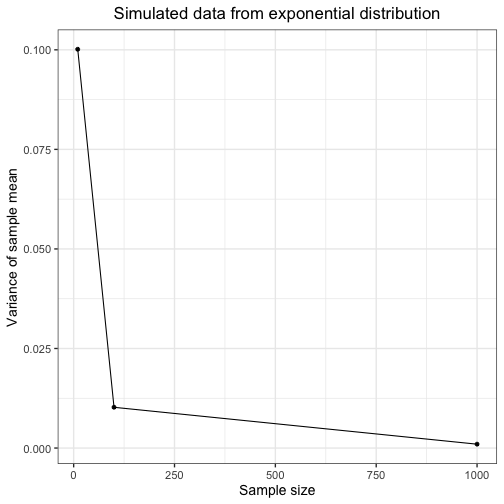 Simulated data from exponential distribution
Variance of sample mean
0.100
0.075
0.050
0.025
0.000
0 250 500 750 1000
Sample size